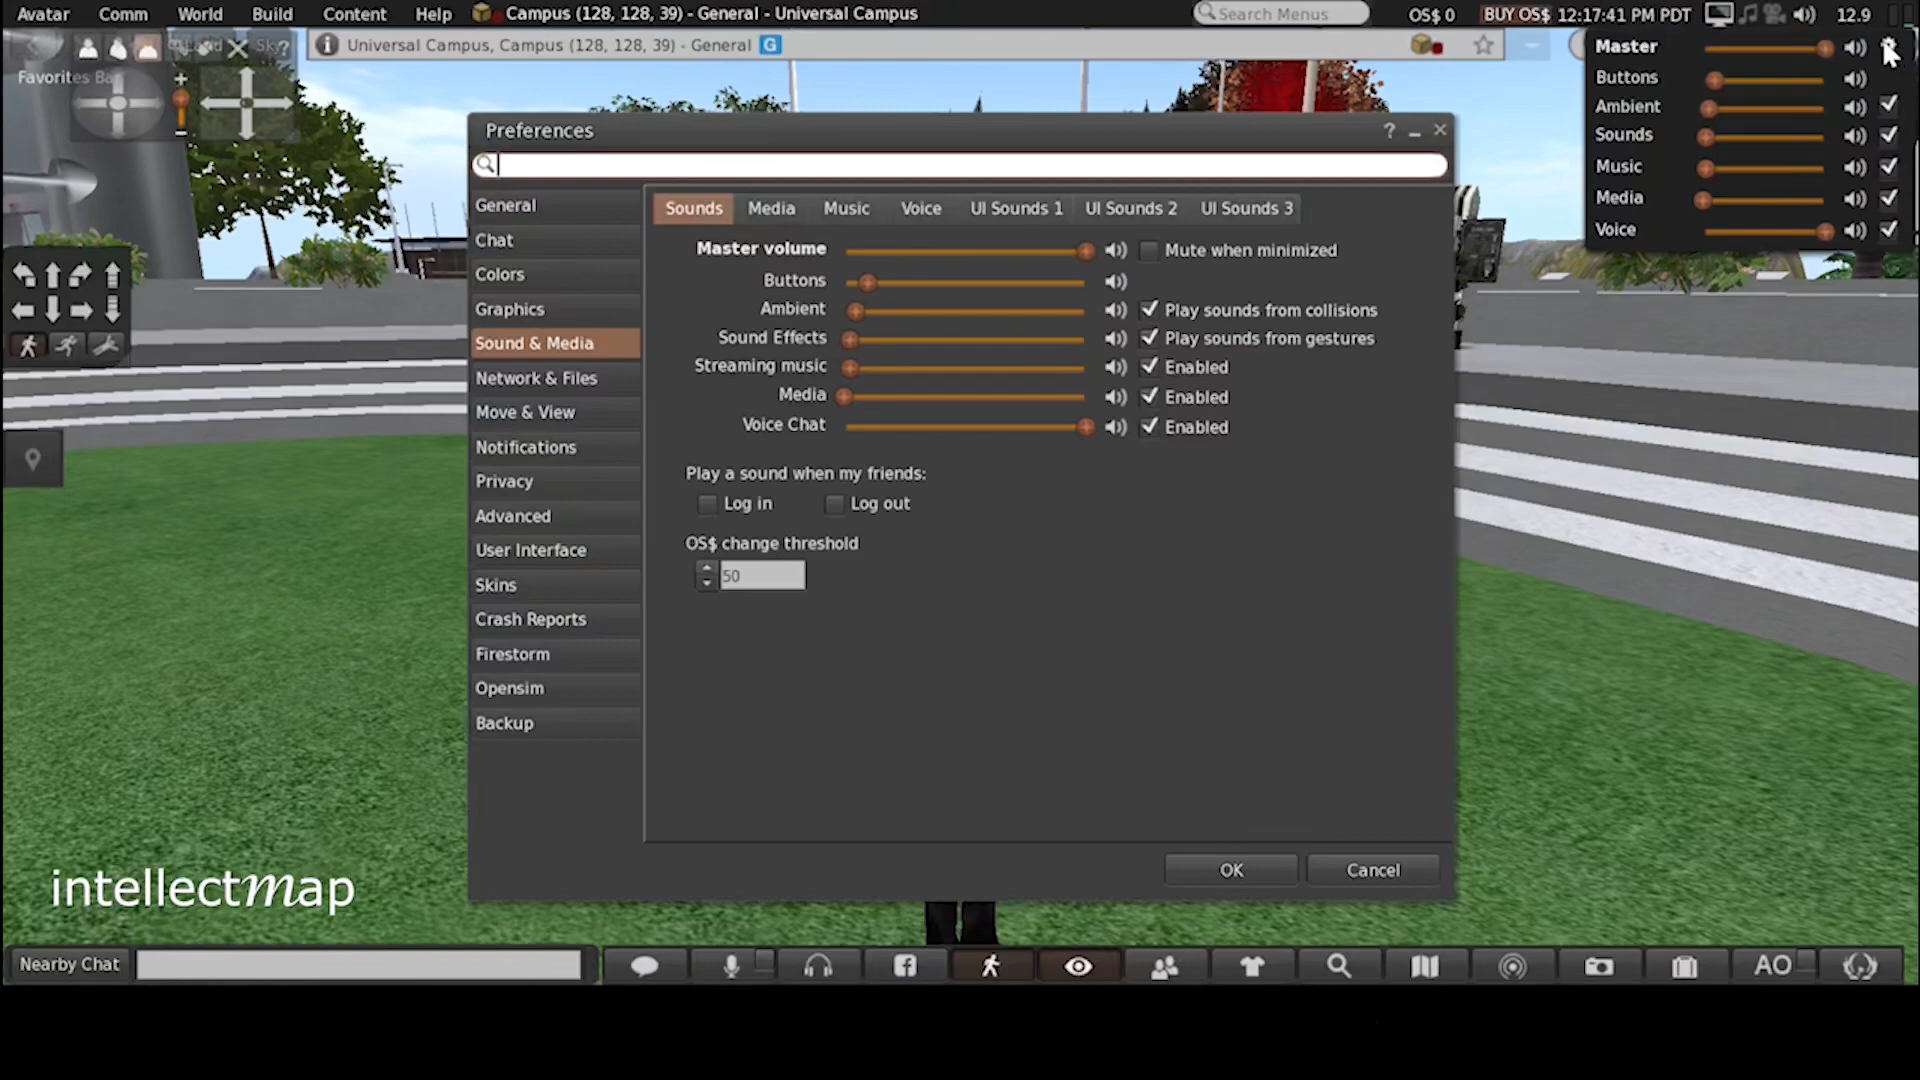 Avatar Comm World Build Content Help Campus (128, 128, 39) - General - Universal Campus Search Menus OS$ 0 BUY OS$ 12:17:41 PM PDT 12.9
Universal Campus, Campus (128, 128, 39) - General G
Favorites Ba
Master
Buttons
Ambient
Sounds
Music
Media
Voice
Preferences
General
Chat
Colors
Graphics
Sound & Media
Network & Files
Move & View
Notifications
Privacy
Advanced
User Interface
Skins
Crash Reports
Firestorm
Opensim
Backup
Sounds Media Music Voice UI Sounds 1 UI Sounds 2 UI Sounds 3
Master volume Mute when minimized
Buttons
Ambient Play sounds from collisions
Sound Effects Play sounds from gestures
Streaming music Enabled
Media Enabled
Voice Chat Enabled
Play a sound when my friends:
Log in Log out
OS$ change threshold
50
OK Cancel
intellectmap
Nearby Chat AO